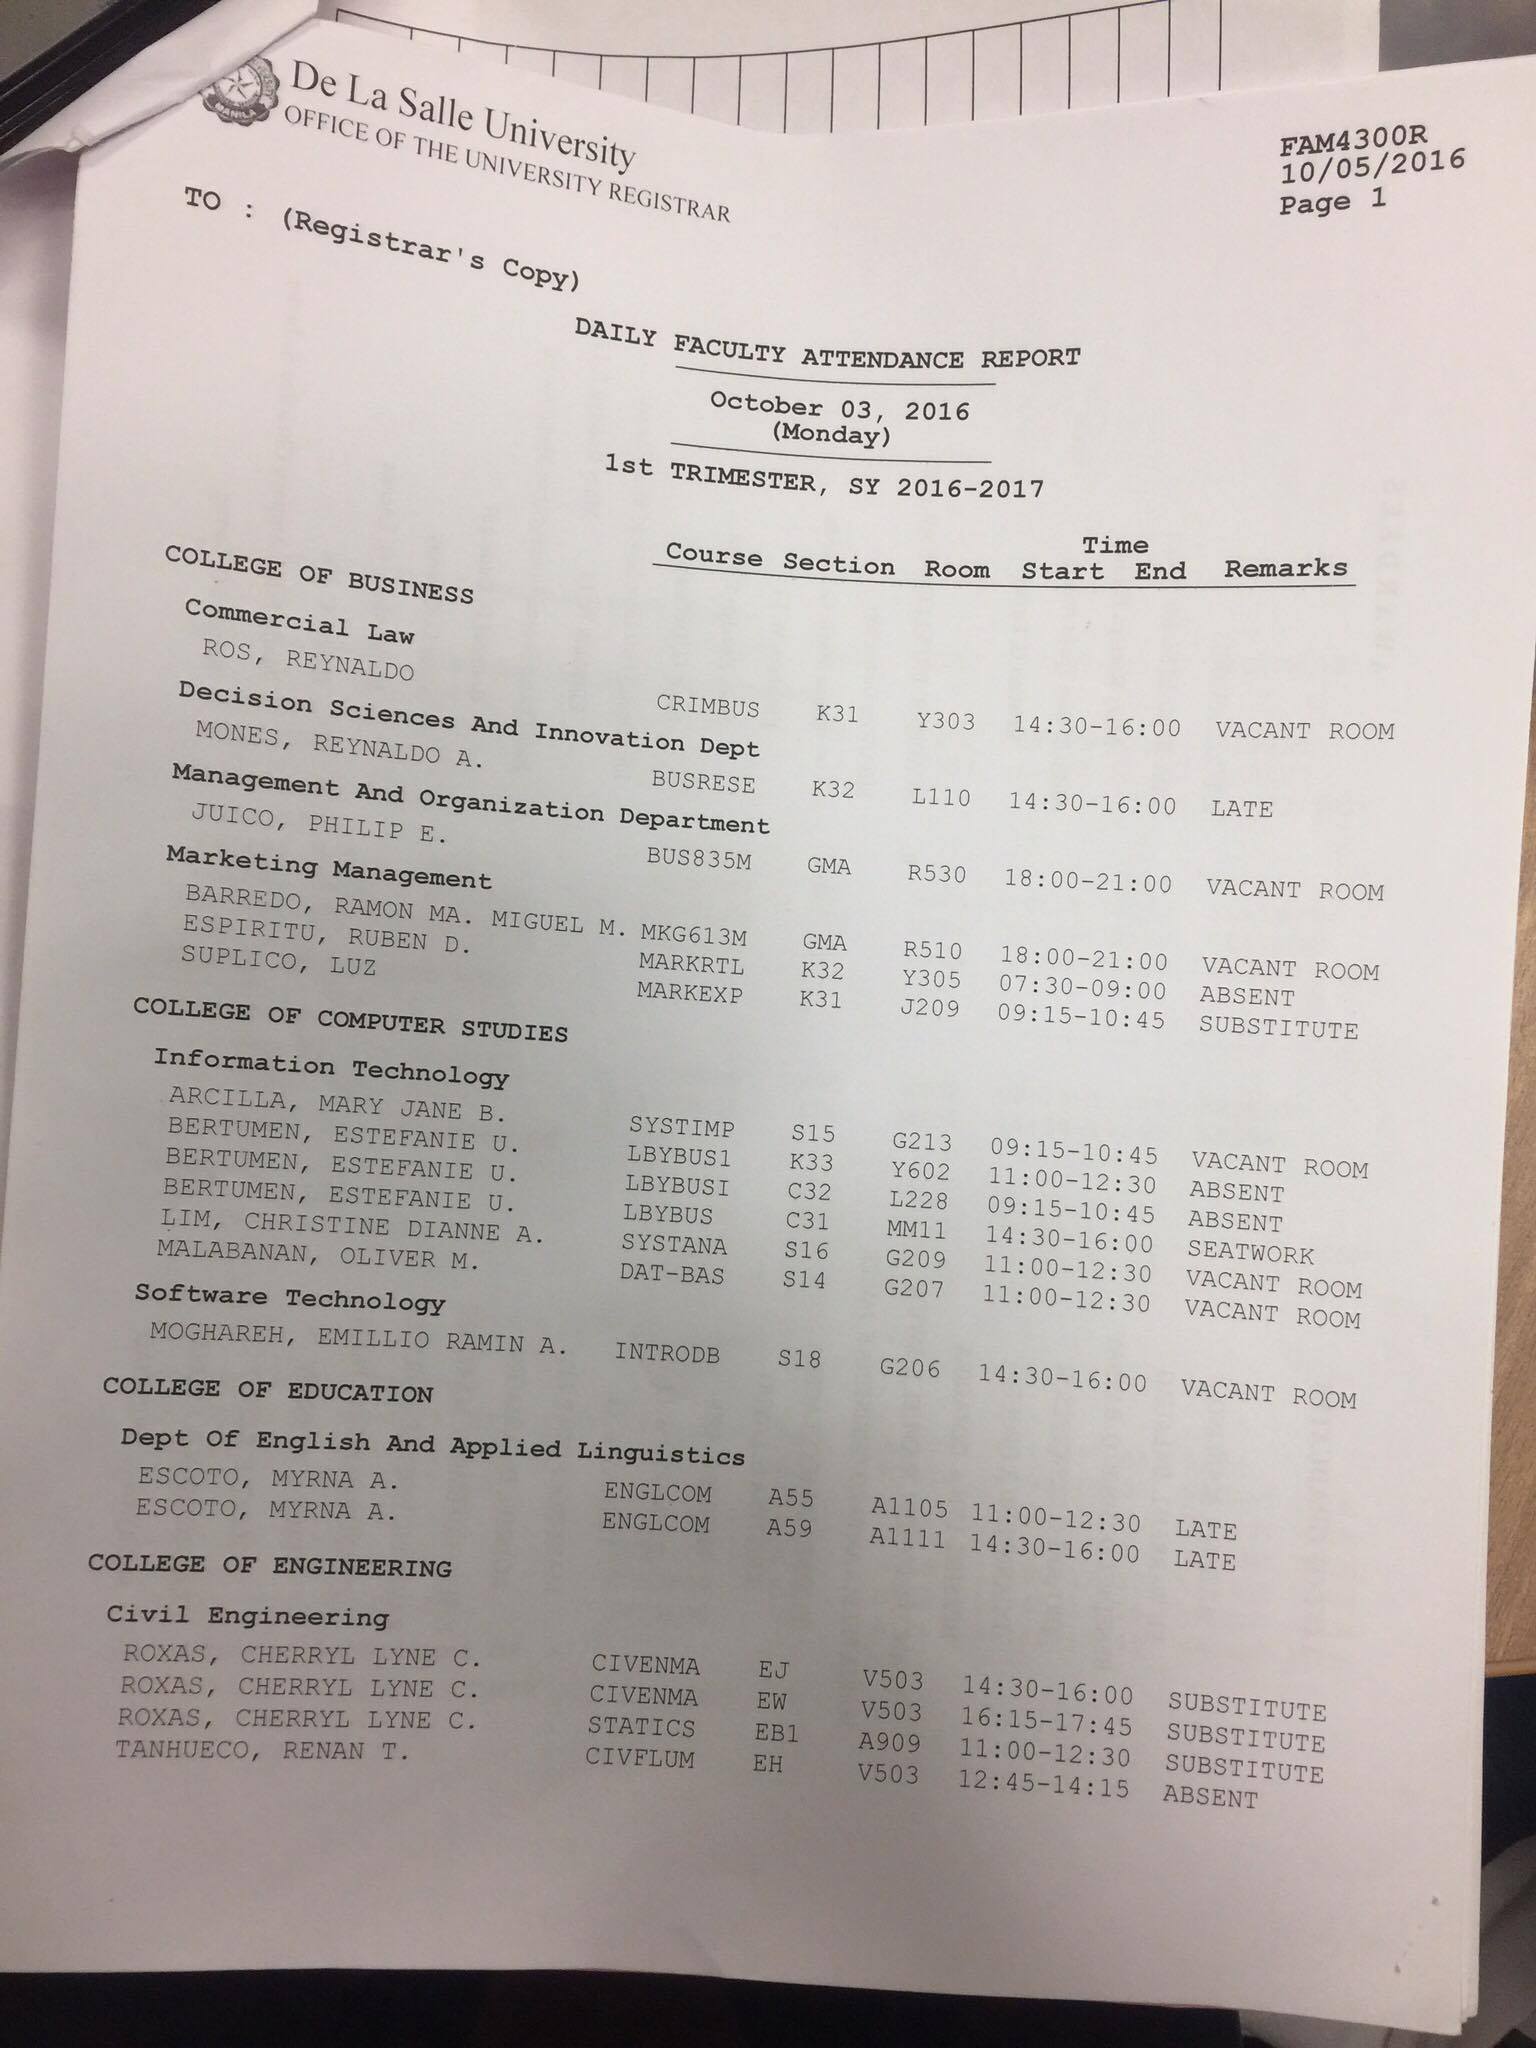 De La Salle University
OFFICE OF THE UNIVERSITY REGISTRAR
FAM4300R
10/05/2016
Page 1
TO : (Registrar's Copy)
DAILY FACULTY ATTENDANCE REPORT
October 03, 2016
(Monday)
1st TRIMESTER, SY 2016-2017
Time
Course Section Room Start End Remarks
COLLEGE OF BUSINESS
Commercial Law
ROS, REYNALDO CRIMBUS K31 Y303 14:30-16:00 VACANT ROOM
Decision Sciences And Innovation Dept
MONES, REYNALDO A. BUSRESE K32 L110 14:30-16:00 LATE
Management And Organization Department
JUICO, PHILIP E. BUS835M GMA R530 18:00-21:00 VACANT ROOM
Marketing Management
BARREDO, RAMON MA. MIGUEL M. MKG613M GMA R510 18:00-21:00 VACANT ROOM
ESPIRITU, RUBEN D. MARKRTL K32 Y305 07:30-09:00 ABSENT
SUPLICO, LUZ MARKEXP K31 J209 09:15-10:45 SUBSTITUTE
COLLEGE OF COMPUTER STUDIES
Information Technology
ARCILLA, MARY JANE B. SYSTIMP S15 G213 09:15-10:45 VACANT ROOM
BERTUMEN, ESTEFANIE U. LBYBUS1 K33 Y602 11:00-12:30 ABSENT
BERTUMEN, ESTEFANIE U. LBYBUSI C32 L228 09:15-10:45 ABSENT
BERTUMEN, ESTEFANIE U. LBYBUS C31 MM11 14:30-16:00 SEATWORK
LIM, CHRISTINE DIANNE A. SYSTANA S16 G209 11:00-12:30 VACANT ROOM
MALABANAN, OLIVER M. DAT-BAS S14 G207 11:00-12:30 VACANT ROOM
Software Technology
MOGHAREH, EMILLIO RAMIN A. INTRODB S18 G206 14:30-16:00 VACANT ROOM
COLLEGE OF EDUCATION
Dept Of English And Applied Linguistics
ESCOTO, MYRNA A. ENGLCOM A55 A1105 11:00-12:30 LATE
ESCOTO, MYRNA A. ENGLCOM A59 A1111 14:30-16:00 LATE
COLLEGE OF ENGINEERING
Civil Engineering
ROXAS, CHERRYL LYNE C. CIVENMA EJ V503 14:30-16:00 SUBSTITUTE
ROXAS, CHERRYL LYNE C. CIVENMA EW V503 16:15-17:45 SUBSTITUTE
ROXAS, CHERRYL LYNE C. STATICS EB1 A909 11:00-12:30 SUBSTITUTE
TANHUECO, RENAN T. CIVFLUM EH V503 12:45-14:15 ABSENT